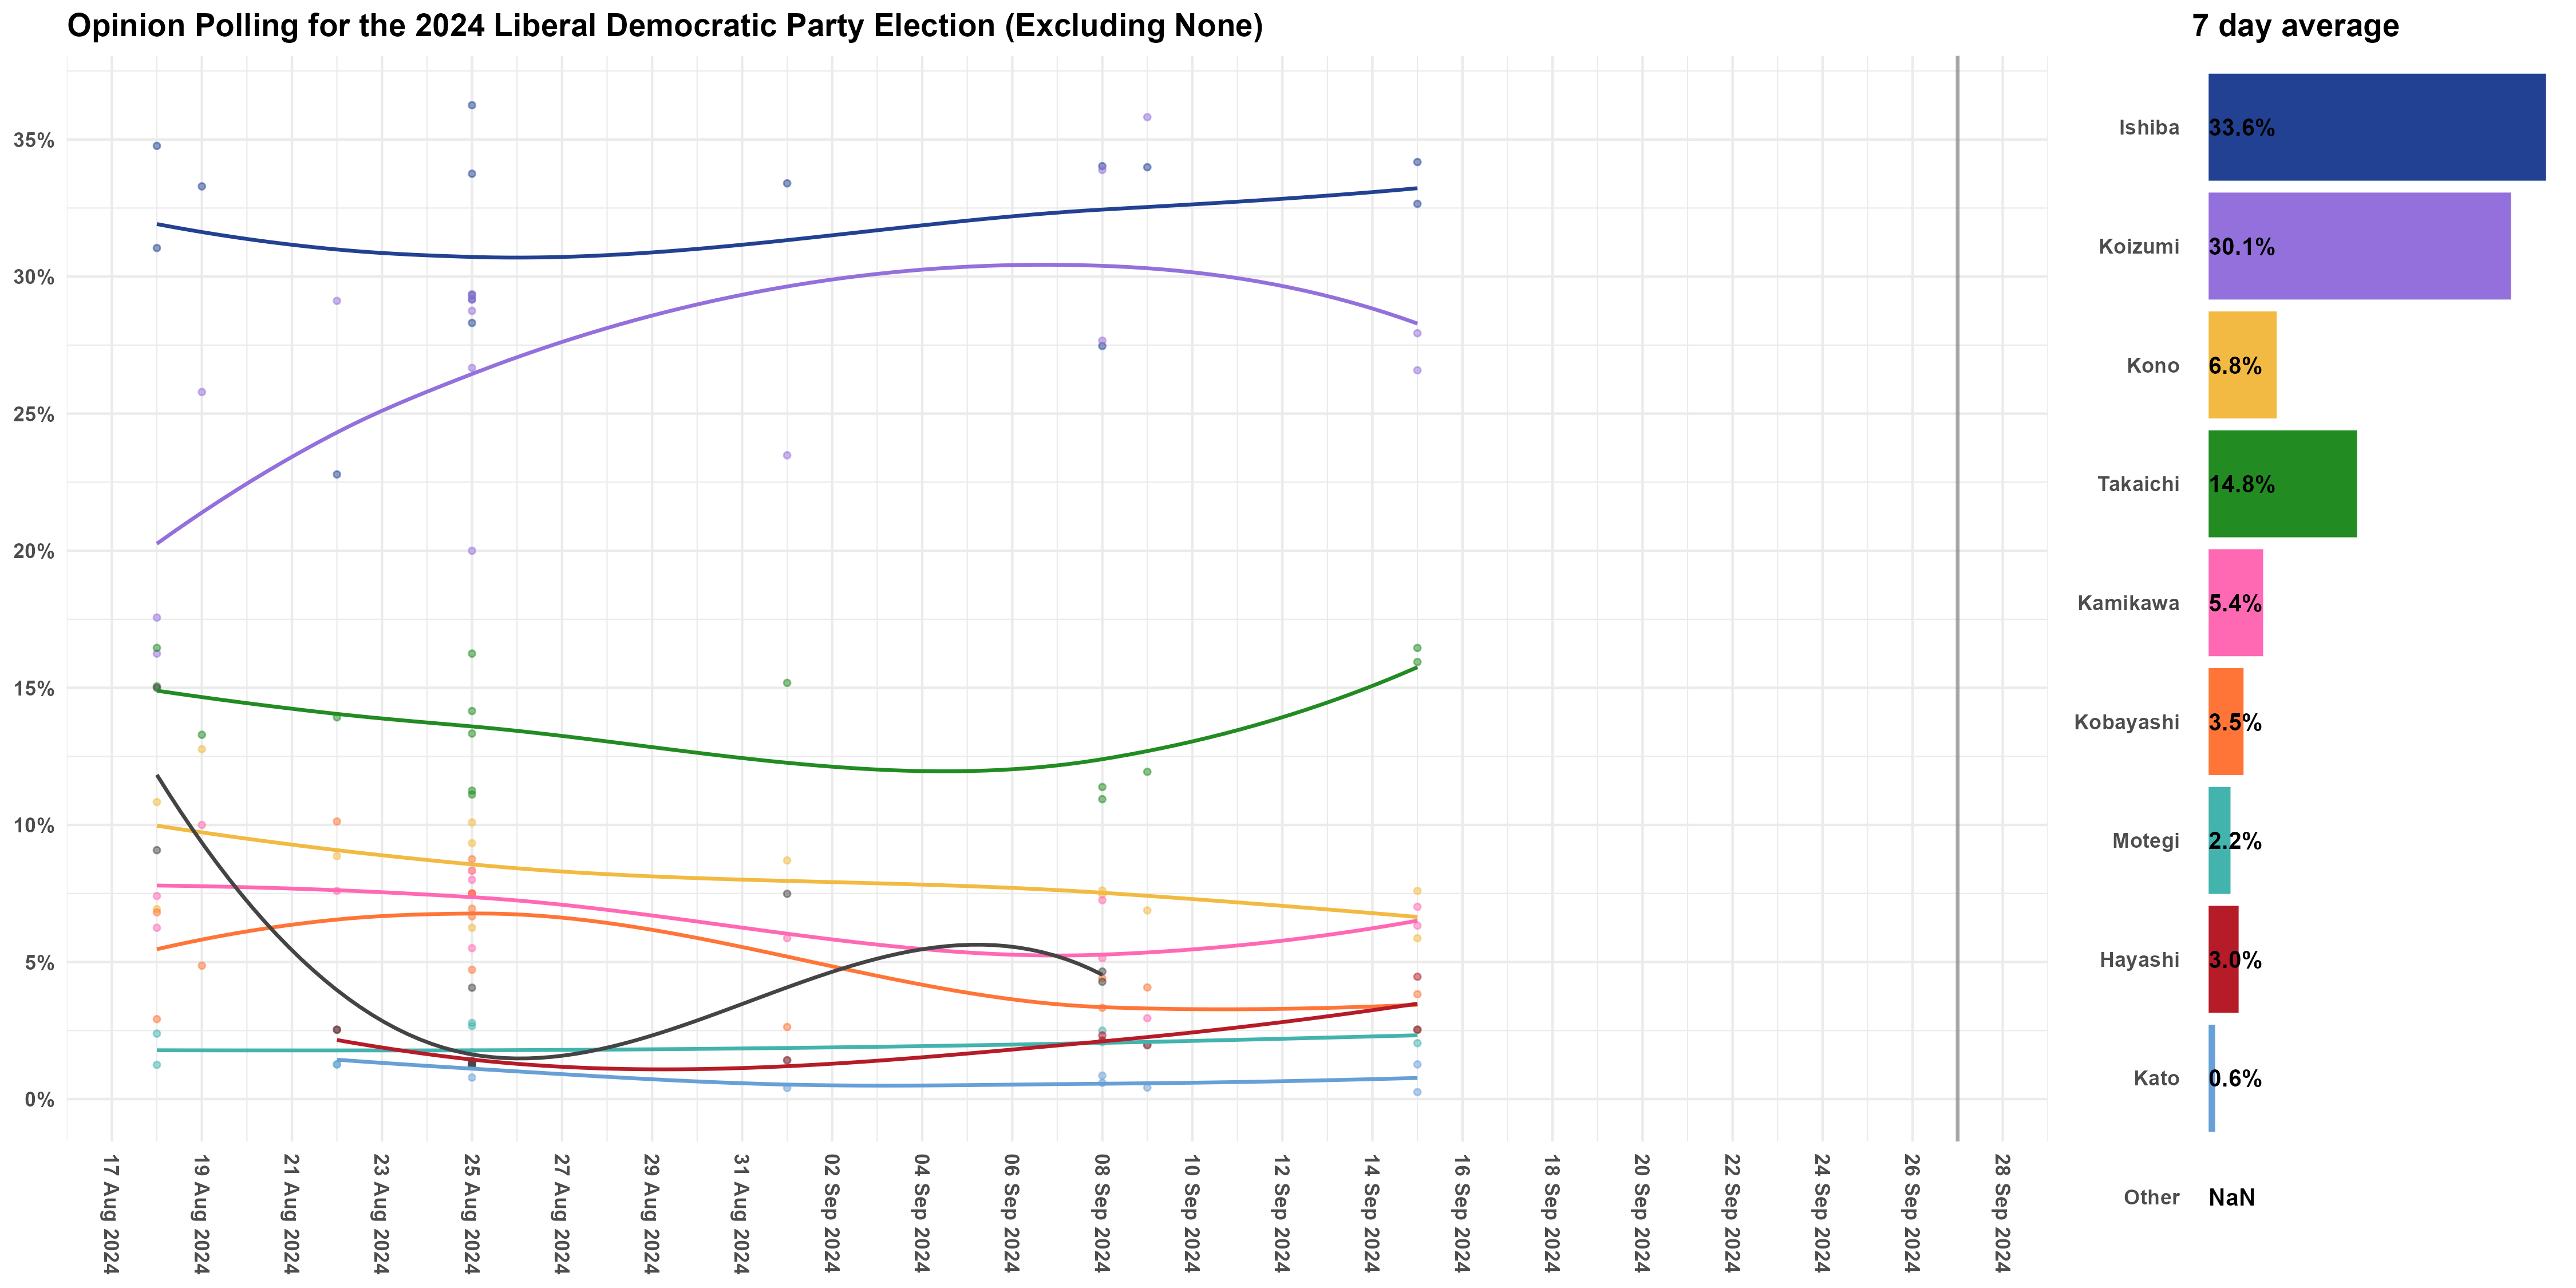 Opinion Polling for the 2024 Liberal Democratic Party Election (Excluding None)
35%
30%
25%
20%
15%
10%
5%
0%
17 Aug 2024
19 Aug 2024
21 Aug 2024
23 Aug 2024
25 Aug 2024
27 Aug 2024
29 Aug 2024
31 Aug 2024
02 Sep 2024
04 Sep 2024
06 Sep 2024
08 Sep 2024
10 Sep 2024
12 Sep 2024
14 Sep 2024
16 Sep 2024
18 Sep 2024
20 Sep 2024
22 Sep 2024
24 Sep 2024
26 Sep 2024
28 Sep 2024
7 day average
Ishiba 33.6%
Koizumi 30.1%
Kono 6.8%
Takaichi 14.8%
Kamikawa 5.4%
Kobayashi 3.5%
Motegi 2.2%
Hayashi 3.0%
Kato 0.6%
Other NaN